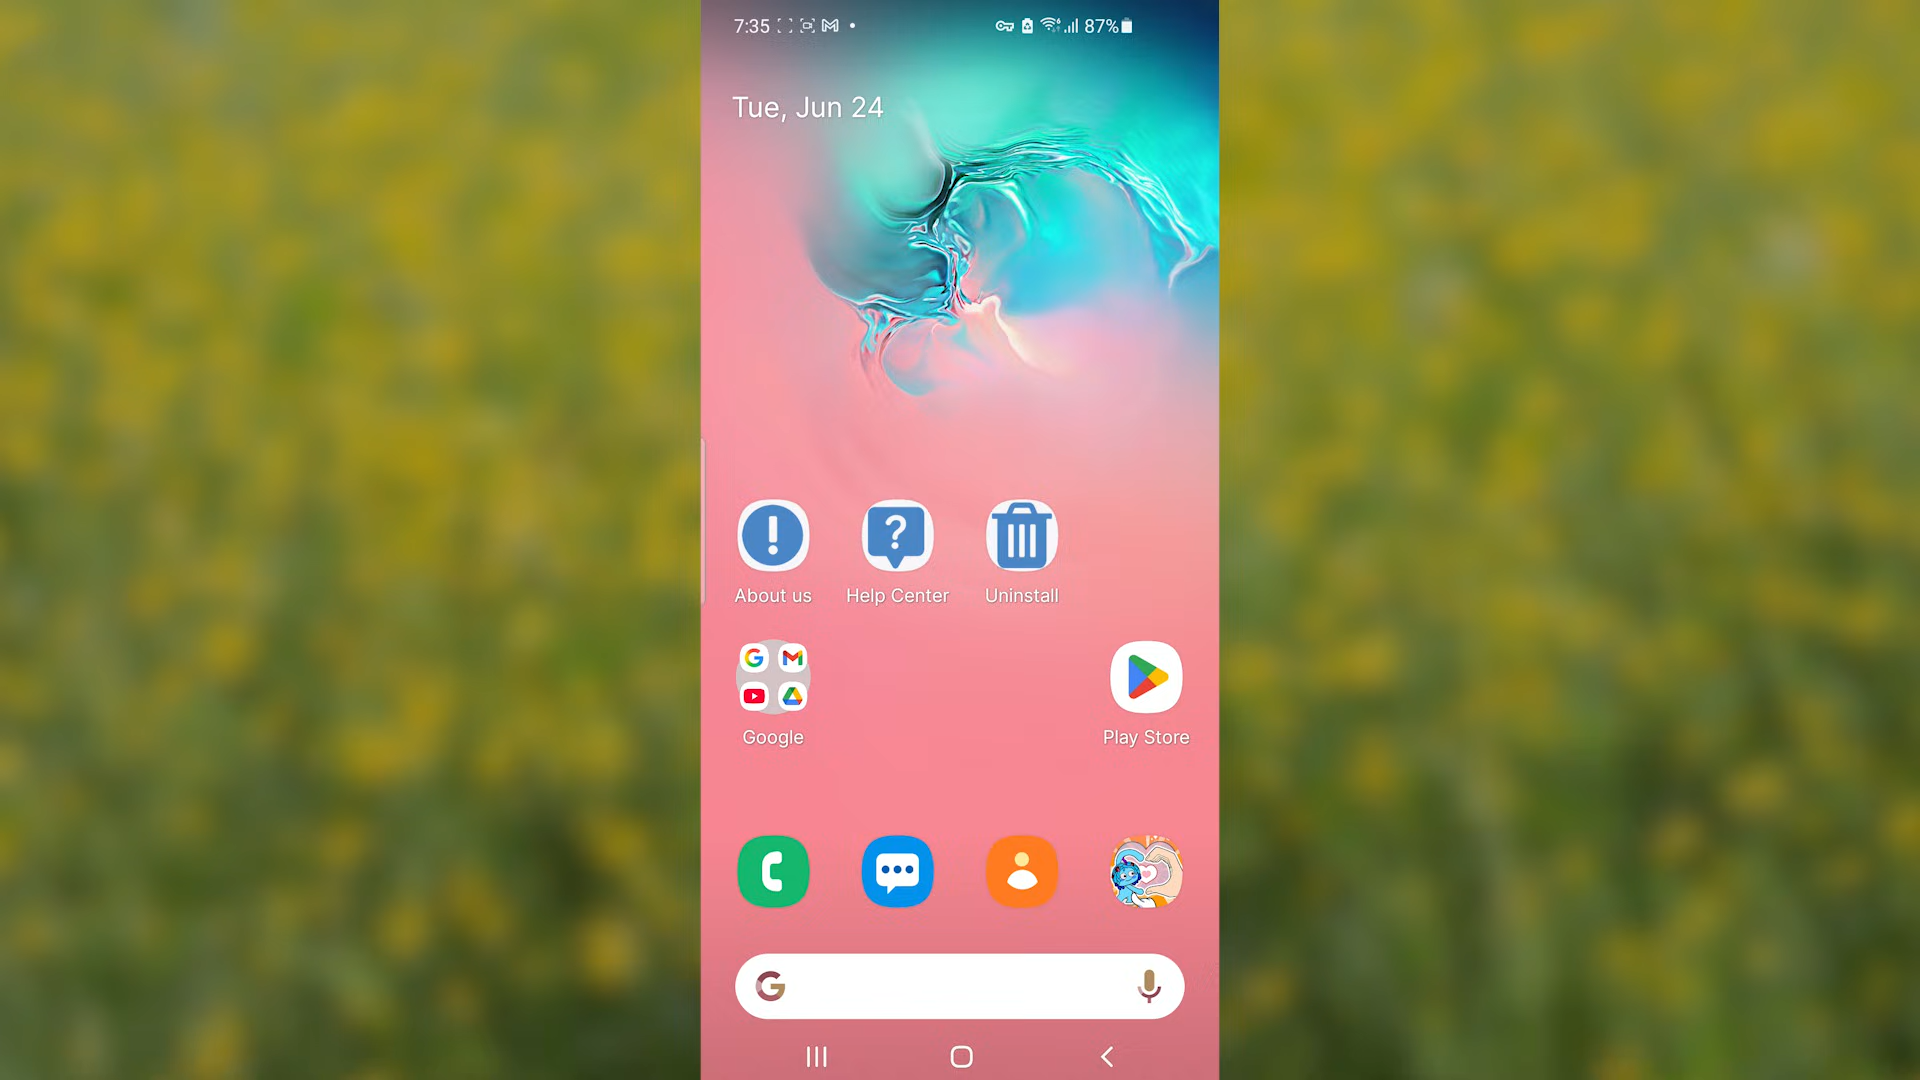 7:35
87%
Tue, Jun 24
About us
Help Center
Uninstall
Google
Play Store